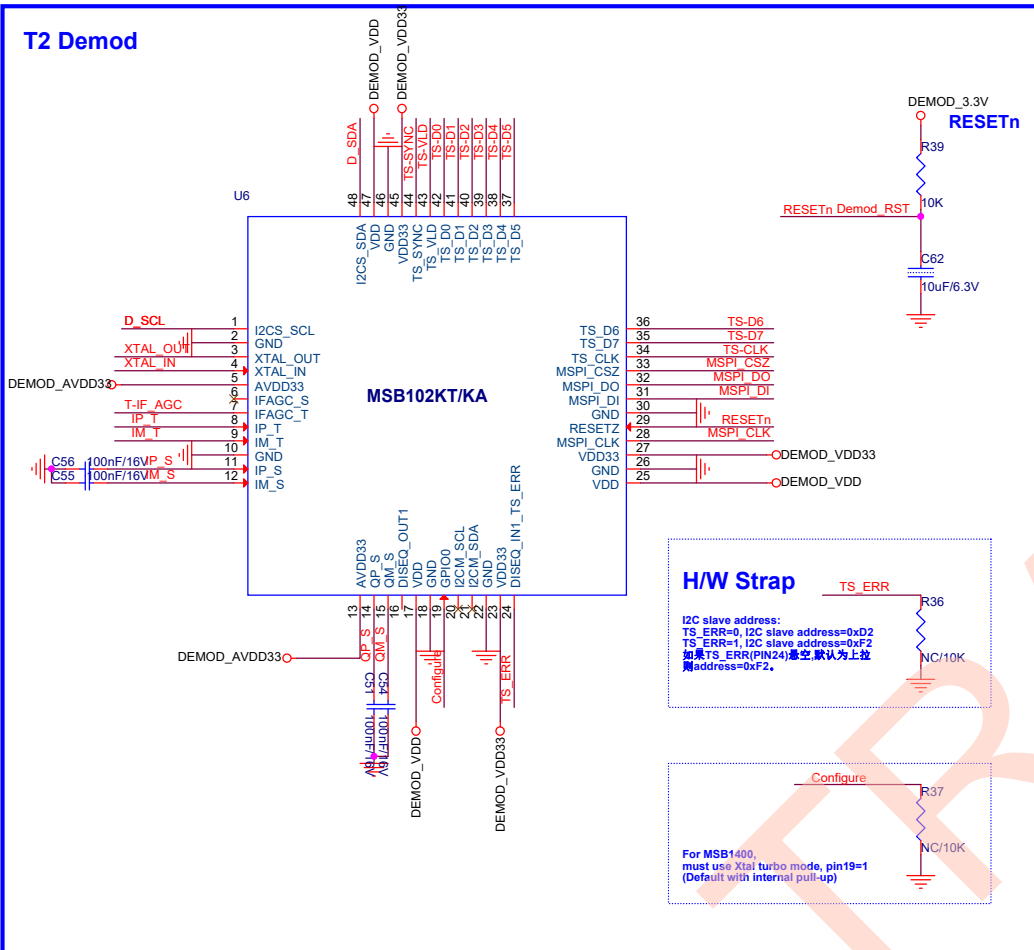 T2 Demod
DEMOD_VDD
DEMOD_VDD33
D_SDA
TS-SYNC
TS-VLD
TS-D0
TS-D1
TS-D2
TS-D3
TS-D4
TS-D5
U6
48
47
46
45
44
43
42
41
40
39
38
37
I2CS_SDA
VDD
GND
VDD33
TS_SYNC
TS_VLD
TS_D0
TS_D1
TS_D2
TS_D3
TS_D4
TS_D5
DEMOD_3.3V
RESETn
R39
10K
RESETn Demod_RST
C62
10uF/6.3V
D_SCL 1 I2CS_SCL
2 GND
XTAL_OUT 3 XTAL_OUT
XTAL_IN 4 XTAL_IN
DEMOD_AVDD33 5 AVDD33
6 IFAGC_S
T-IF_AGC 7 IFAGC_T
IP_T 8 IP_T
IM_T 9 IM_T
10 GND
C56 100nF/16V IP_S 11 IP_S
C55 100nF/16V IM_S 12 IM_S
MSB102KT/KA
TS_D6 36 TS-D6
TS_D7 35 TS-D7
TS_CLK 34 TS-CLK
MSPI_CSZ 33 MSPI_CSZ
MSPI_DO 32 MSPI_DO
MSPI_DI 31 MSPI_DI
GND 30
RESETZ 29 RESETn
MSPI_CLK 28 MSPI_CLK
VDD33 27 DEMOD_VDD33
GND 26
VDD 25 DEMOD_VDD
AVDD33
QP_S
QM_S
DISEQ_OUT1
VDD
GND
GPIO0
I2CM_SCL
I2CM_SDA
GND
VDD33
DISEQ_IN1_TS_ERR
13
14
15
16
17
18
19
20
21
22
23
24
DEMOD_AVDD33
QP_S
QM_S
Configure
TS_ERR
C51
C54
100nF/16V
100nF/16V
DEMOD_VDD
DEMOD_VDD33
H/W Strap
TS_ERR
R36
NC/10K
I2C slave address:
TS_ERR=0, I2C slave address=0xD2
TS_ERR=1, I2C slave address=0xF2
如果TS_ERR(PIN24)悬空,默认为上拉
则address=0xF2。
Configure
R37
NC/10K
For MSB1400,
must use Xtal turbo mode, pin19=1
(Default with internal pull-up)
TR